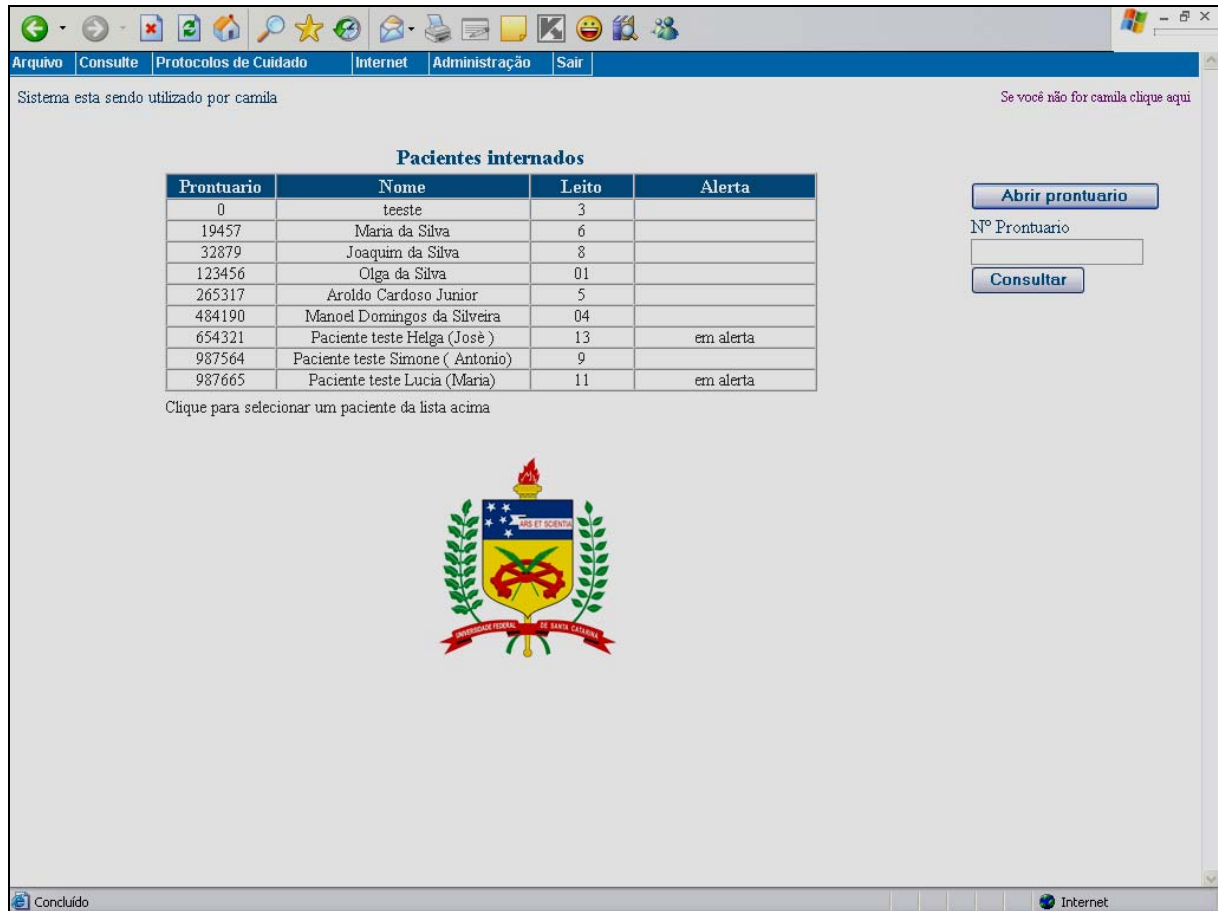 Arquivo Consulte Protocolos de Cuidado Internet Administração Sair
Sistema esta sendo utilizado por camila Se você não for camila clique aqui
Pacientes internados
Prontuario Nome Leito Alerta
0 teeste 3
19457 Maria da Silva 6
32879 Joaquim da Silva 8
123456 Olga da Silva 01
265317 Aroldo Cardoso Junior 5
484190 Manoel Domingos da Silveira 04
654321 Paciente teste Helga (Josè ) 13 em alerta
987564 Paciente teste Simone ( Antonio) 9
987665 Paciente teste Lucia (Maria) 11 em alerta
Clique para selecionar um paciente da lista acima
Abrir prontuario
Nº Prontuario
Consultar
ARS ET SCIENTIA
UNIVERSIDADE FEDERAL DE SANTA CATARINA
Concluído Internet